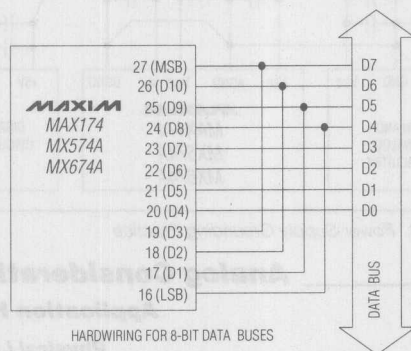 MAXIM
MAX174
MX574A
MX674A
27 (MSB)
26 (D10)
25 (D9)
24 (D8)
23 (D7)
22 (D6)
21 (D5)
20 (D4)
19 (D3)
18 (D2)
17 (D1)
16 (LSB)
D7
D6
D5
D4
D3
D2
D1
D0
DATA BUS
HARDWIRING FOR 8-BIT DATA BUSES